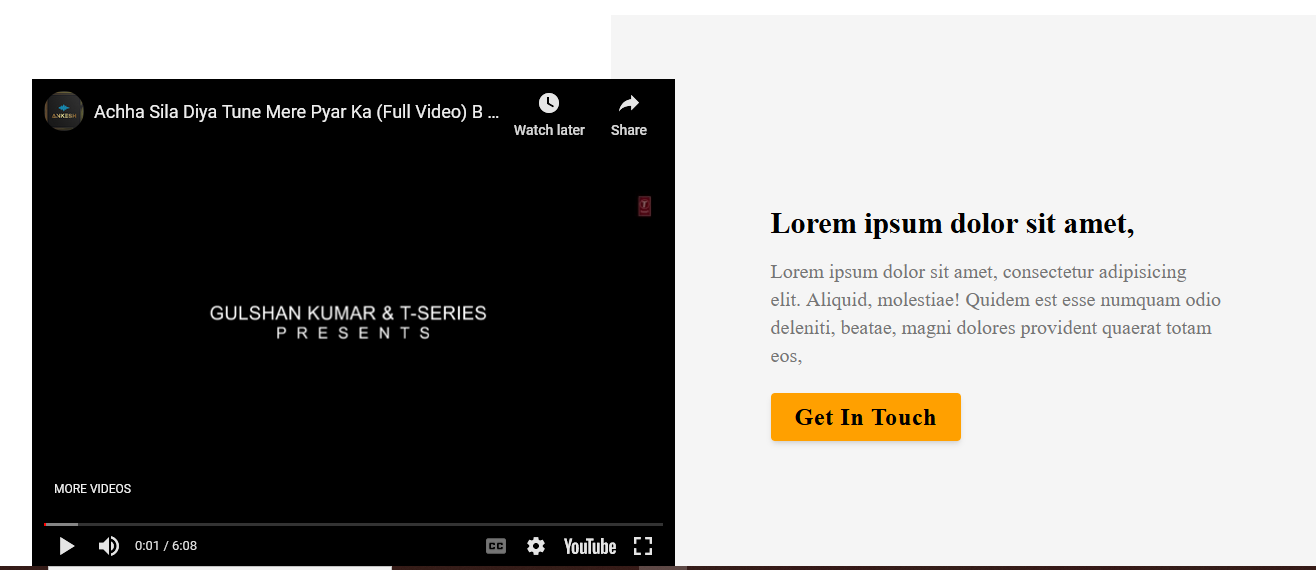 Achha Sila Diya Tune Mere Pyar Ka (Full Video) B ...
Watch later
Share
GULSHAN KUMAR & T-SERIES
PRESENTS
MORE VIDEOS
0:01 / 6:08
CC
YouTube
Lorem ipsum dolor sit amet,
Lorem ipsum dolor sit amet, consectetur adipisicing
elit. Aliquid, molestiae! Quidem est esse numquam odio
deleniti, beatae, magni dolores provident quaerat totam
eos,
Get In Touch